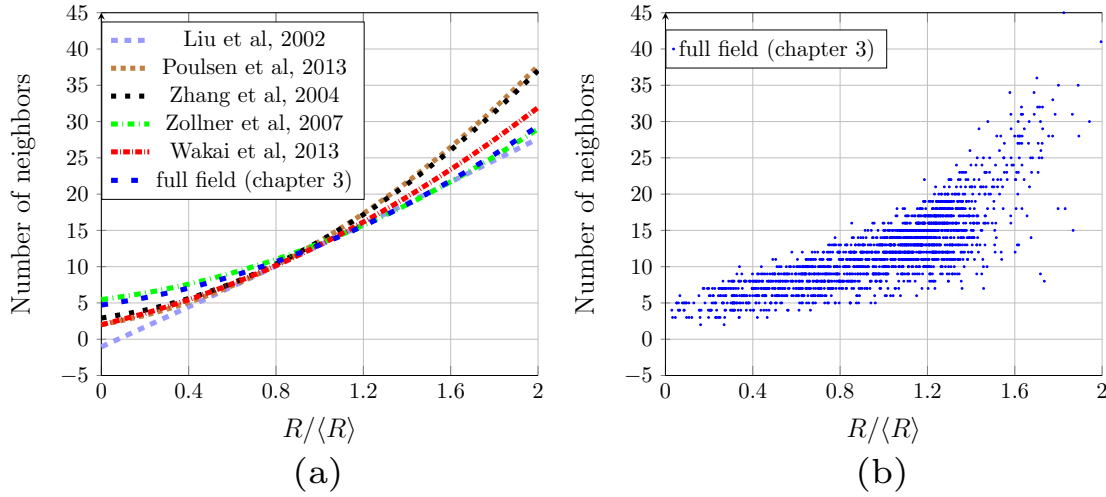 45
40
35
30
25
20
15
10
5
0
−5
Number of neighbors
Liu et al, 2002
Poulsen et al, 2013
Zhang et al, 2004
Zollner et al, 2007
Wakai et al, 2013
full field (chapter 3)
0 0.4 0.8 1.2 1.6 2
R/⟨R⟩
(a)
45
40
35
30
25
20
15
10
5
0
−5
Number of neighbors
full field (chapter 3)
0 0.4 0.8 1.2 1.6 2
R/⟨R⟩
(b)